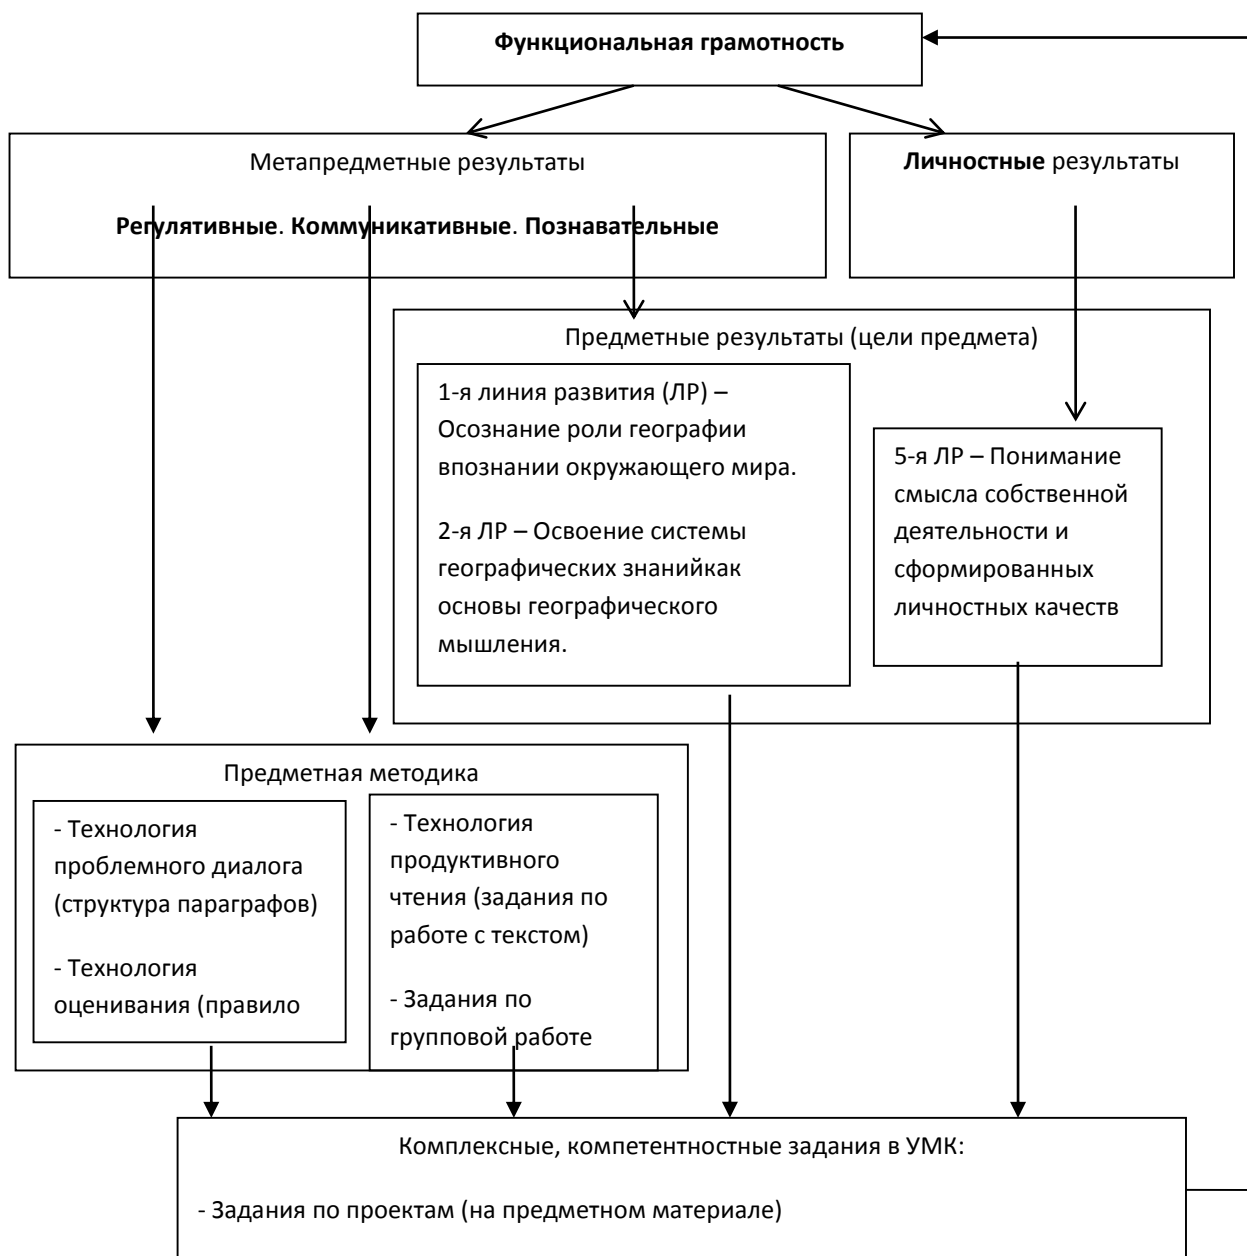 Функциональная грамотность
Метапредметные результаты
Регулятивные. Коммуникативные. Познавательные
Личностные результаты
Предметные результаты (цели предмета)
1-я линия развития (ЛР) –
Осознание роли географии
впознании окружающего мира.
2-я ЛР – Освоение системы
географических знанийкак
основы географического
мышления.
5-я ЛР – Понимание
смысла собственной
деятельности и
сформированных
личностных качеств
Предметная методика
- Технология
проблемного диалога
(структура параграфов)
- Технология
оценивания (правило
- Технология
продуктивного
чтения (задания по
работе с текстом)
- Задания по
групповой работе
Комплексные, компетентностные задания в УМК:
- Задания по проектам (на предметном материале)